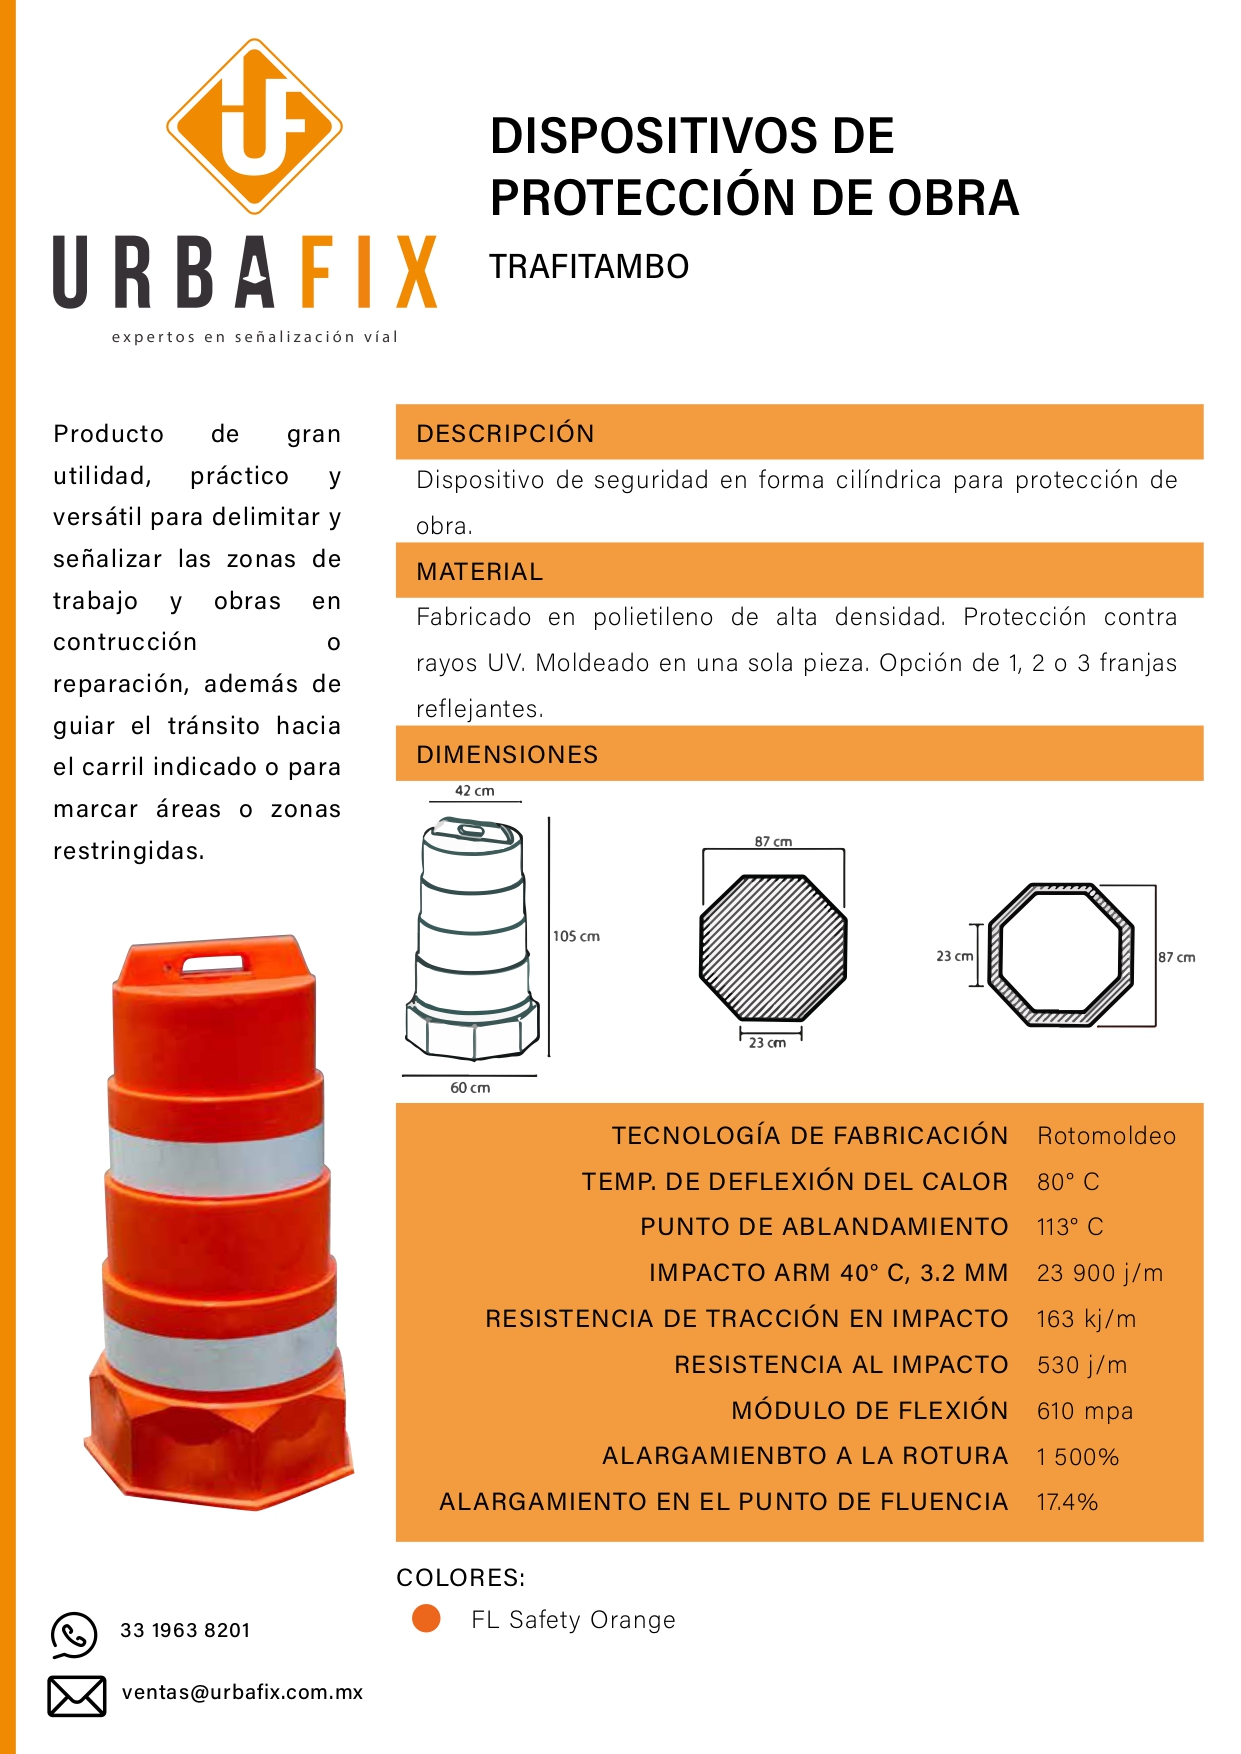 URBAFIX
expertos en señalización víal
DISPOSITIVOS DE
PROTECCIÓN DE OBRA
TRAFITAMBO
Producto de gran
utilidad, práctico y
versátil para delimitar y
señalizar las zonas de
trabajo y obras en
contrucción o
reparación, además de
guiar el tránsito hacia
el carril indicado o para
marcar áreas o zonas
restringidas.
DESCRIPCIÓN
Dispositivo de seguridad en forma cilíndrica para protección de
obra.
MATERIAL
Fabricado en polietileno de alta densidad. Protección contra
rayos UV. Moldeado en una sola pieza. Opción de 1, 2 o 3 franjas
reflejantes.
DIMENSIONES
42 cm
105 cm
60 cm
87 cm
23 cm
23 cm
87 cm
TECNOLOGÍA DE FABRICACIÓN Rotomoldeo
TEMP. DE DEFLEXIÓN DEL CALOR 80° C
PUNTO DE ABLANDAMIENTO 113° C
IMPACTO ARM 40° C, 3.2 MM 23 900 j/m
RESISTENCIA DE TRACCIÓN EN IMPACTO 163 kj/m
RESISTENCIA AL IMPACTO 530 j/m
MÓDULO DE FLEXIÓN 610 mpa
ALARGAMIENBTO A LA ROTURA 1 500%
ALARGAMIENTO EN EL PUNTO DE FLUENCIA 17.4%
COLORES:
FL Safety Orange
33 1963 8201
ventas@urbafix.com.mx